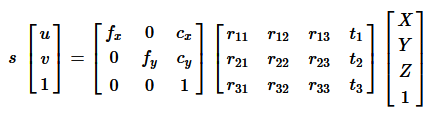 s [u v 1] = [f_x 0 c_x; 0 f_y c_y; 0 0 1] [r_11 r_12 r_13 t_1; r_21 r_22 r_23 t_2; r_31 r_32 r_33 t_3] [X Y Z 1]